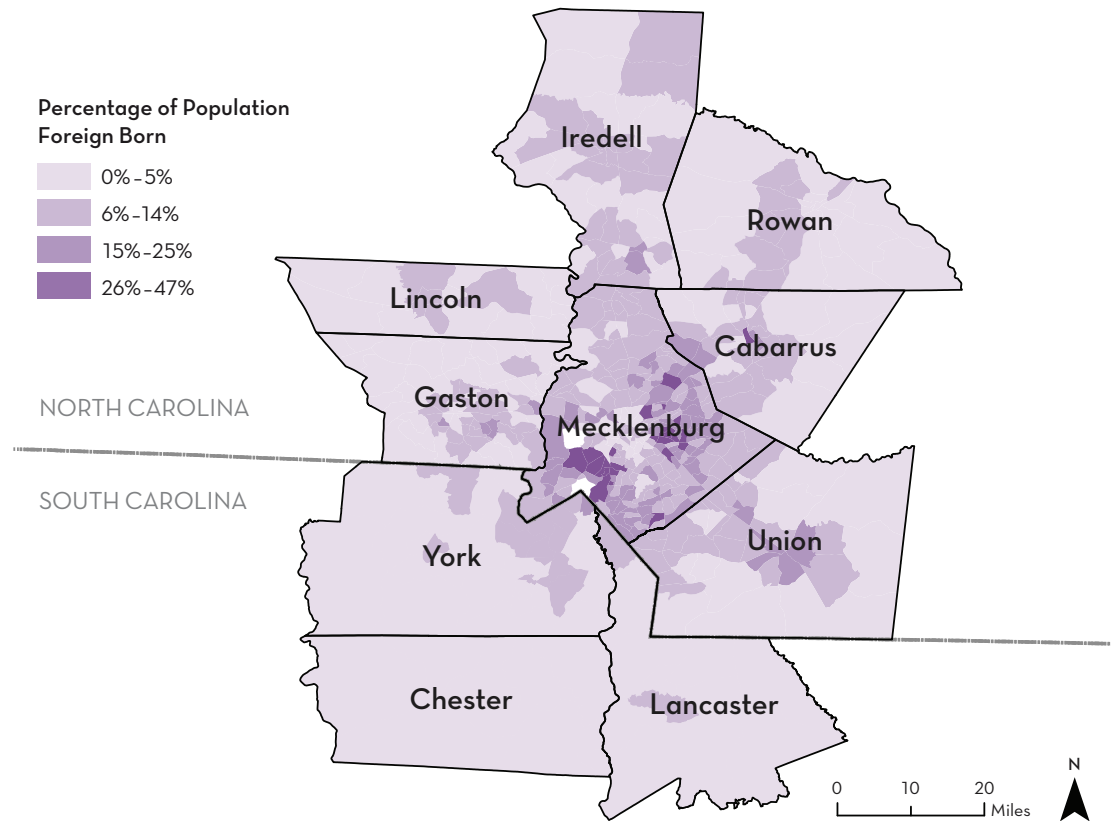 Percentage of Population
Foreign Born
0%–5%
6%–14%
15%–25%
26%–47%
Iredell
Rowan
Lincoln
Cabarrus
Gaston
Mecklenburg
NORTH CAROLINA
SOUTH CAROLINA
Union
York
Chester
Lancaster
N
0 10 20
Miles